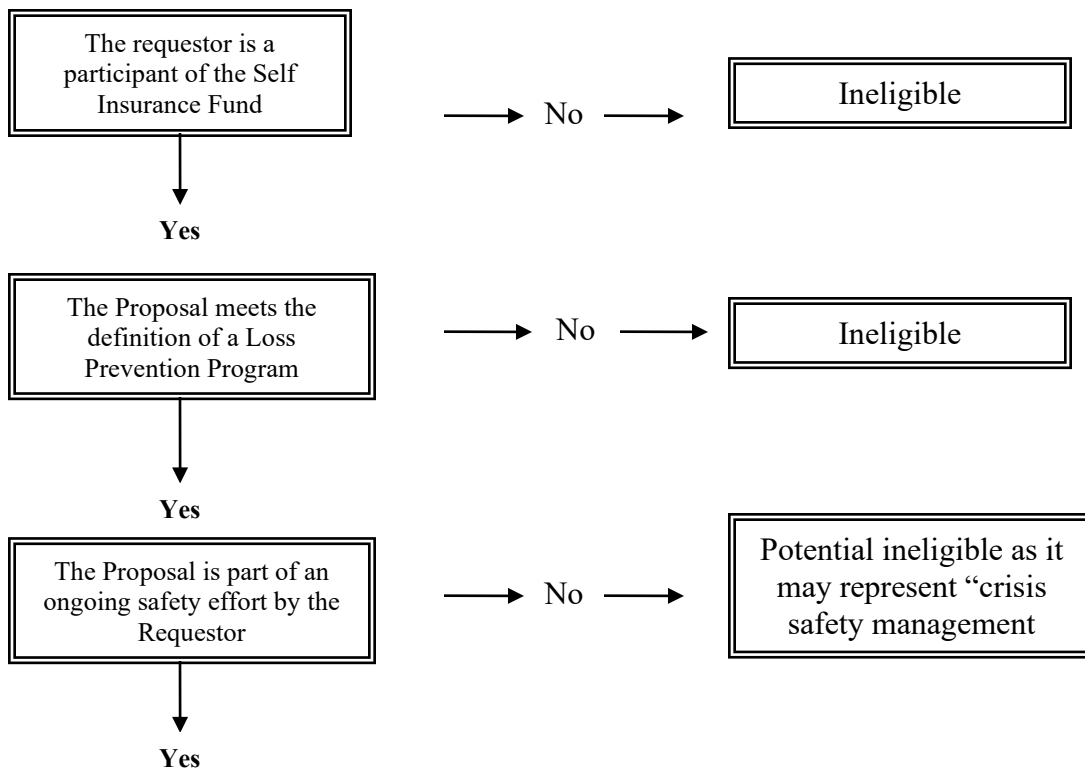 The requestor is a
participant of the Self
Insurance Fund
No
Ineligible
Yes
The Proposal meets the
definition of a Loss
Prevention Program
No
Ineligible
Yes
The Proposal is part of an
ongoing safety effort by the
Requestor
No
Potential ineligible as it
may represent “crisis
safety management
Yes